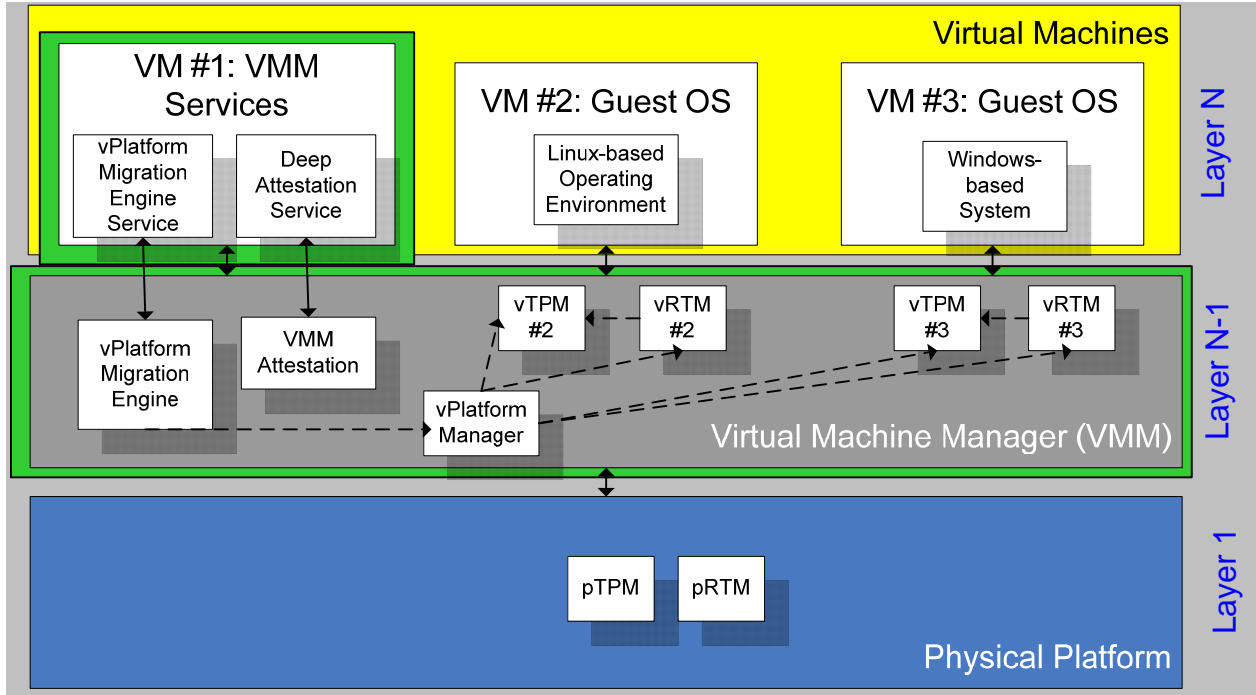 Virtual Machines
VM #1: VMM
Services
vPlatform
Migration
Engine
Service
Deep
Attestation
Service
VM #2: Guest OS
Linux-based
Operating
Environment
VM #3: Guest OS
Windows-
based
System
Layer N
vPlatform
Migration
Engine
VMM
Attestation
vPlatform
Manager
vTPM
#2
vRTM
#2
vTPM
#3
vRTM
#3
Virtual Machine Manager (VMM)
Layer N-1
pTPM
pRTM
Physical Platform
Layer 1